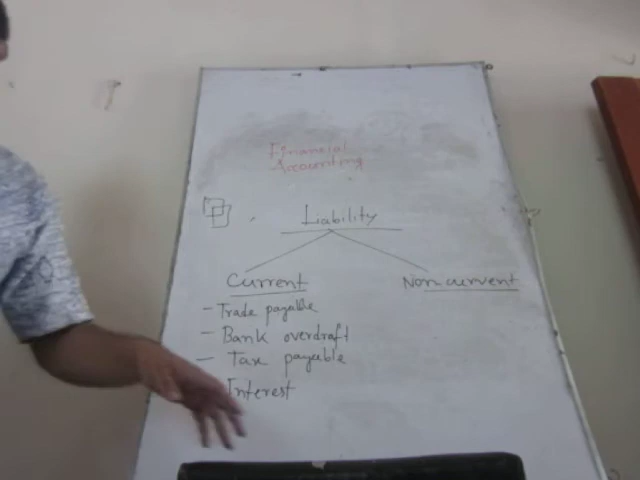 Financial
Accounting
Liability
Current
Non current
- Trade payable
- Bank overdraft
- Tax payable
Interest